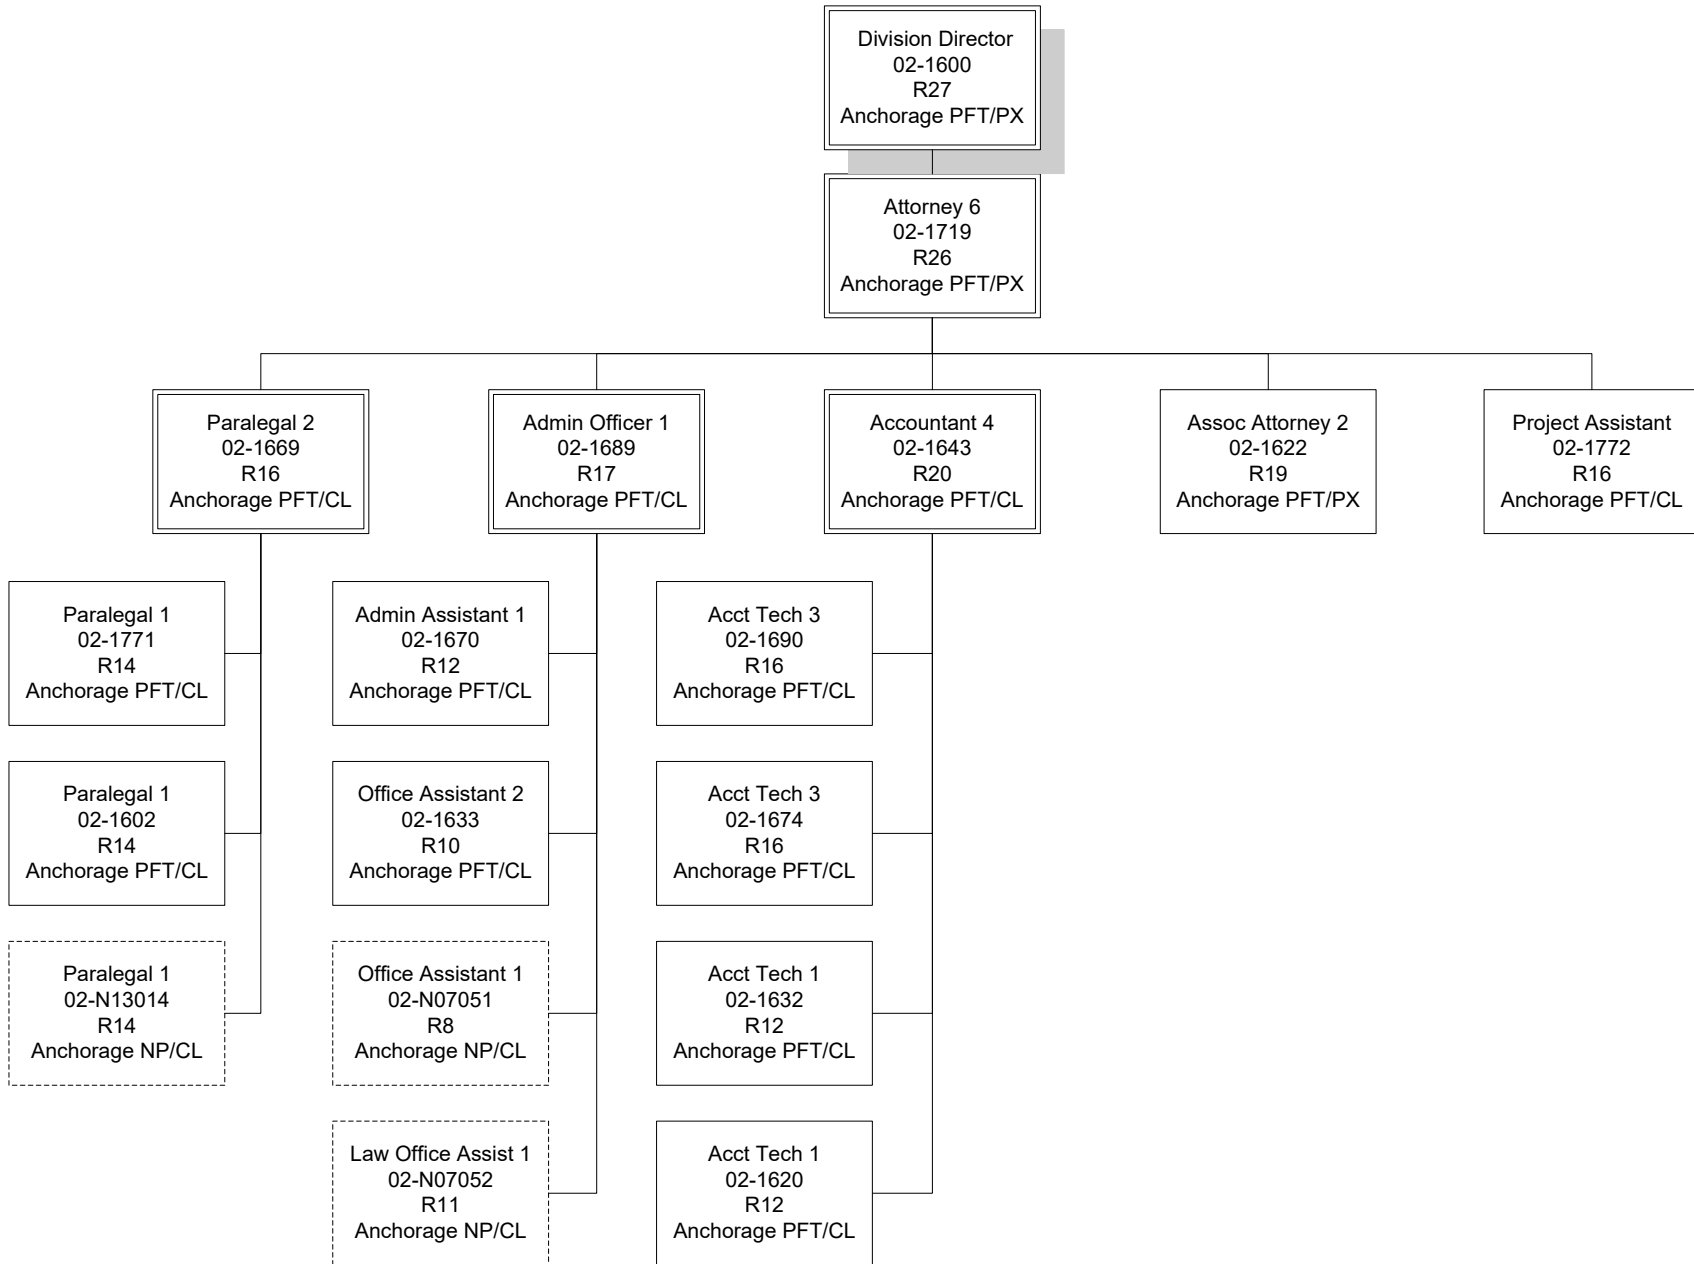 Division Director
02-1600
R27
Anchorage PFT/PX
Attorney 6
02-1719
R26
Anchorage PFT/PX
Paralegal 2
02-1669
R16
Anchorage PFT/CL
Admin Officer 1
02-1689
R17
Anchorage PFT/CL
Accountant 4
02-1643
R20
Anchorage PFT/CL
Assoc Attorney 2
02-1622
R19
Anchorage PFT/PX
Project Assistant
02-1772
R16
Anchorage PFT/CL
Paralegal 1
02-1771
R14
Anchorage PFT/CL
Admin Assistant 1
02-1670
R12
Anchorage PFT/CL
Acct Tech 3
02-1690
R16
Anchorage PFT/CL
Paralegal 1
02-1602
R14
Anchorage PFT/CL
Office Assistant 2
02-1633
R10
Anchorage PFT/CL
Acct Tech 3
02-1674
R16
Anchorage PFT/CL
Paralegal 1
02-N13014
R14
Anchorage NP/CL
Office Assistant 1
02-N07051
R8
Anchorage NP/CL
Acct Tech 1
02-1632
R12
Anchorage PFT/CL
Law Office Assist 1
02-N07052
R11
Anchorage NP/CL
Acct Tech 1
02-1620
R12
Anchorage PFT/CL